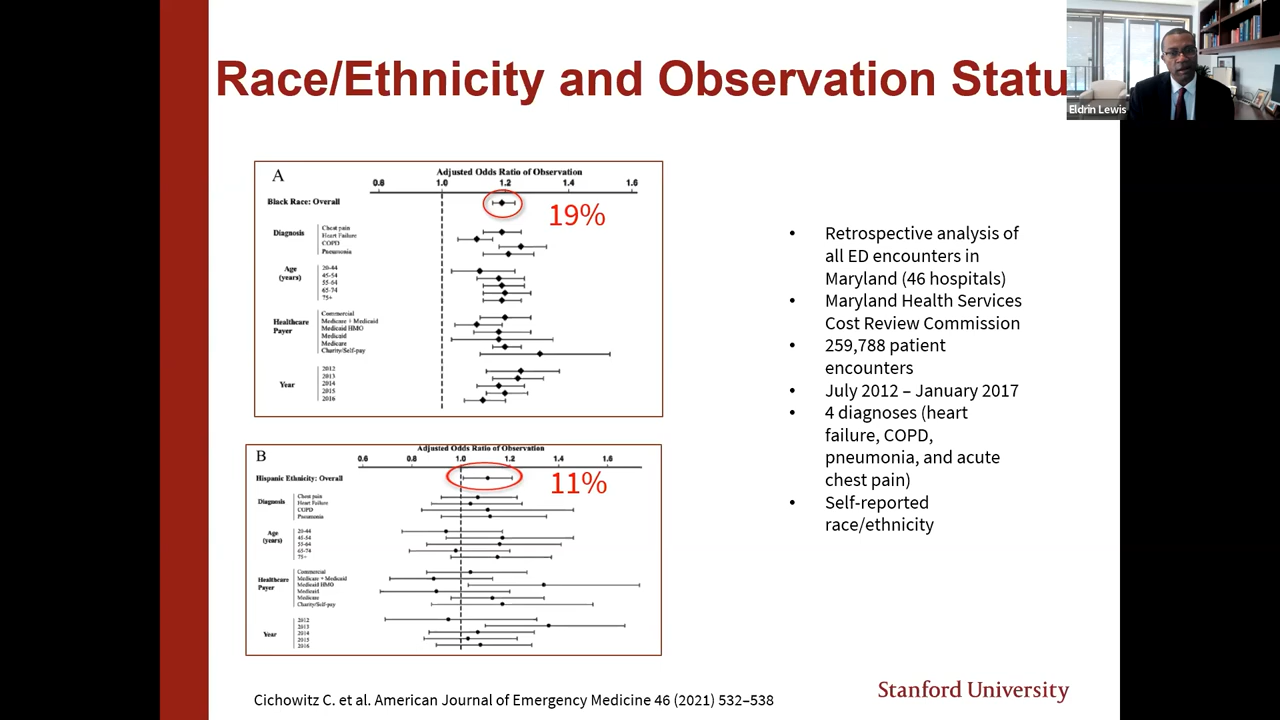 Race/Ethnicity and Observation Statu
Eldrin Lewis
A
Adjusted Odds Ratio of Observation
0.8 1.0 1.2 1.4 1.6
Black Race: Overall
19%
Diagnosis
Chest pain
Heart Failure
COPD
Pneumonia
Age
(years)
20-44
45-54
55-64
65-74
75+
Healthcare
Payer
Commercial
Medicare + Medicaid
Medicaid HMO
Medicaid
Medicare
Charity/Self-pay
Year
2012
2013
2014
2015
2016
B
Adjusted Odds Ratio of Observation
0.6 0.8 1.0 1.2 1.6
Hispanic Ethnicity: Overall
11%
Diagnosis
Chest pain
Heart Failure
COPD
Pneumonia
Age
(years)
20-44
45-54
55-64
65-74
75+
Healthcare
Payer
Commercial
Medicare + Medicaid
Medicaid HMO
Medicaid
Medicare
Charity/Self-pay
Year
2012
2013
2014
2015
2016
• Retrospective analysis of
all ED encounters in
Maryland (46 hospitals)
• Maryland Health Services
Cost Review Commission
• 259,788 patient
encounters
• July 2012 – January 2017
• 4 diagnoses (heart
failure, COPD,
pneumonia, and acute
chest pain)
• Self-reported
race/ethnicity
Cichowitz C. et al. American Journal of Emergency Medicine 46 (2021) 532–538
Stanford University